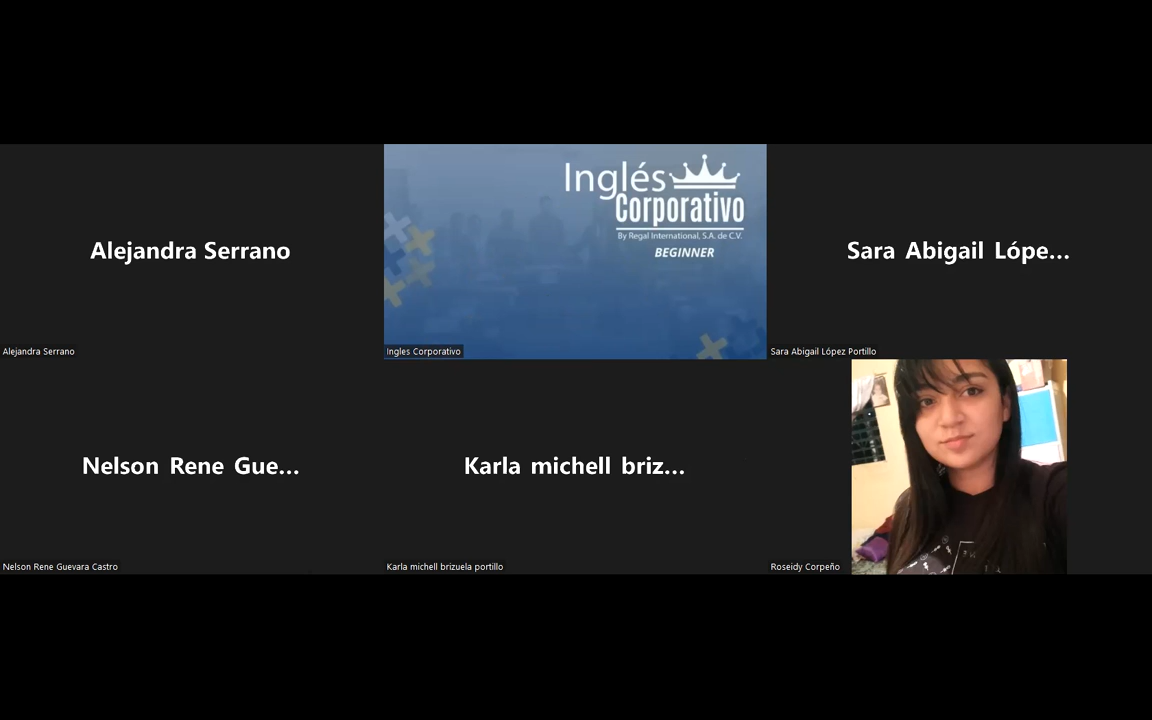 Alejandra Serrano
Alejandra Serrano
Inglés
Corporativo
By Regal International, S.A. de C.V.
BEGINNER
Ingles Corporativo
Sara Abigail Lópe...
Sara Abigail López Portillo
Nelson Rene Gue...
Nelson Rene Guevara Castro
Karla michell briz...
Karla michell brizuela portillo
Roseidy Corpeño